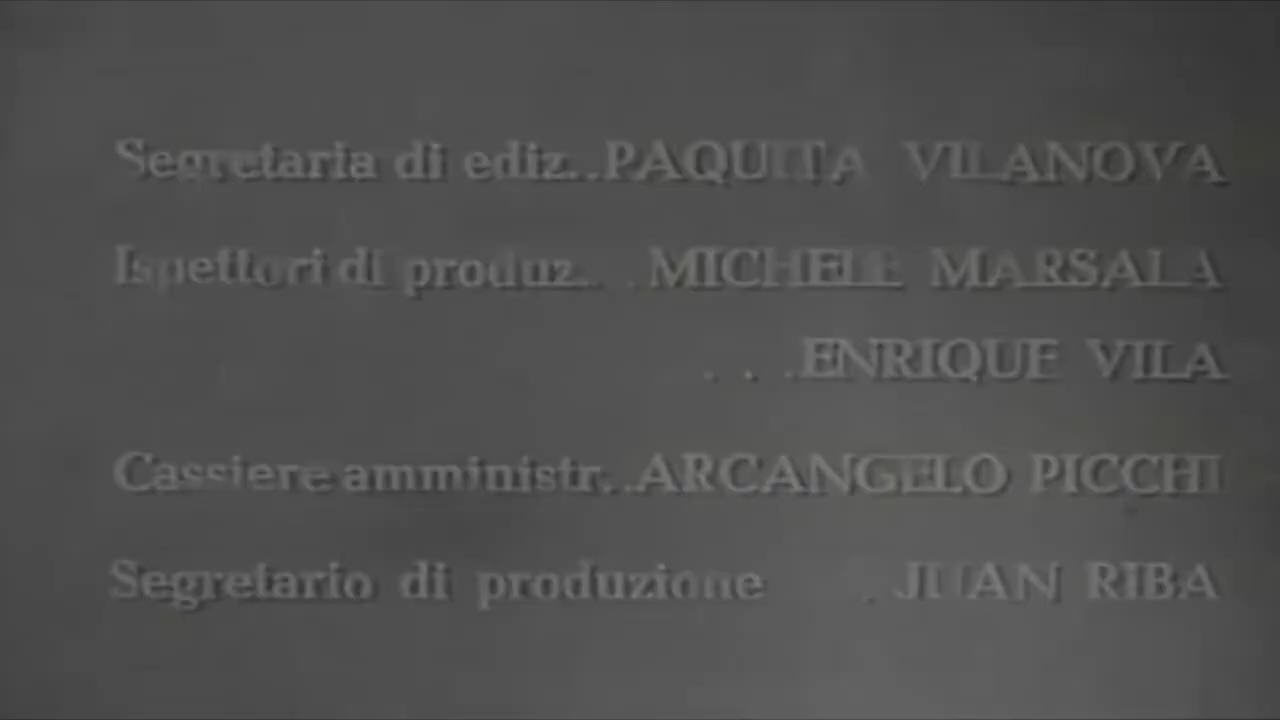 Segretaria di ediz. . PAQUITA VILANOVA
Ispettori di produz. . MICHELE MARSALA
. . . ENRIQUE VILA
Cassiere amministr. . . ARCANGELO PICCHI
Segretario di produzione . JUAN RIBA